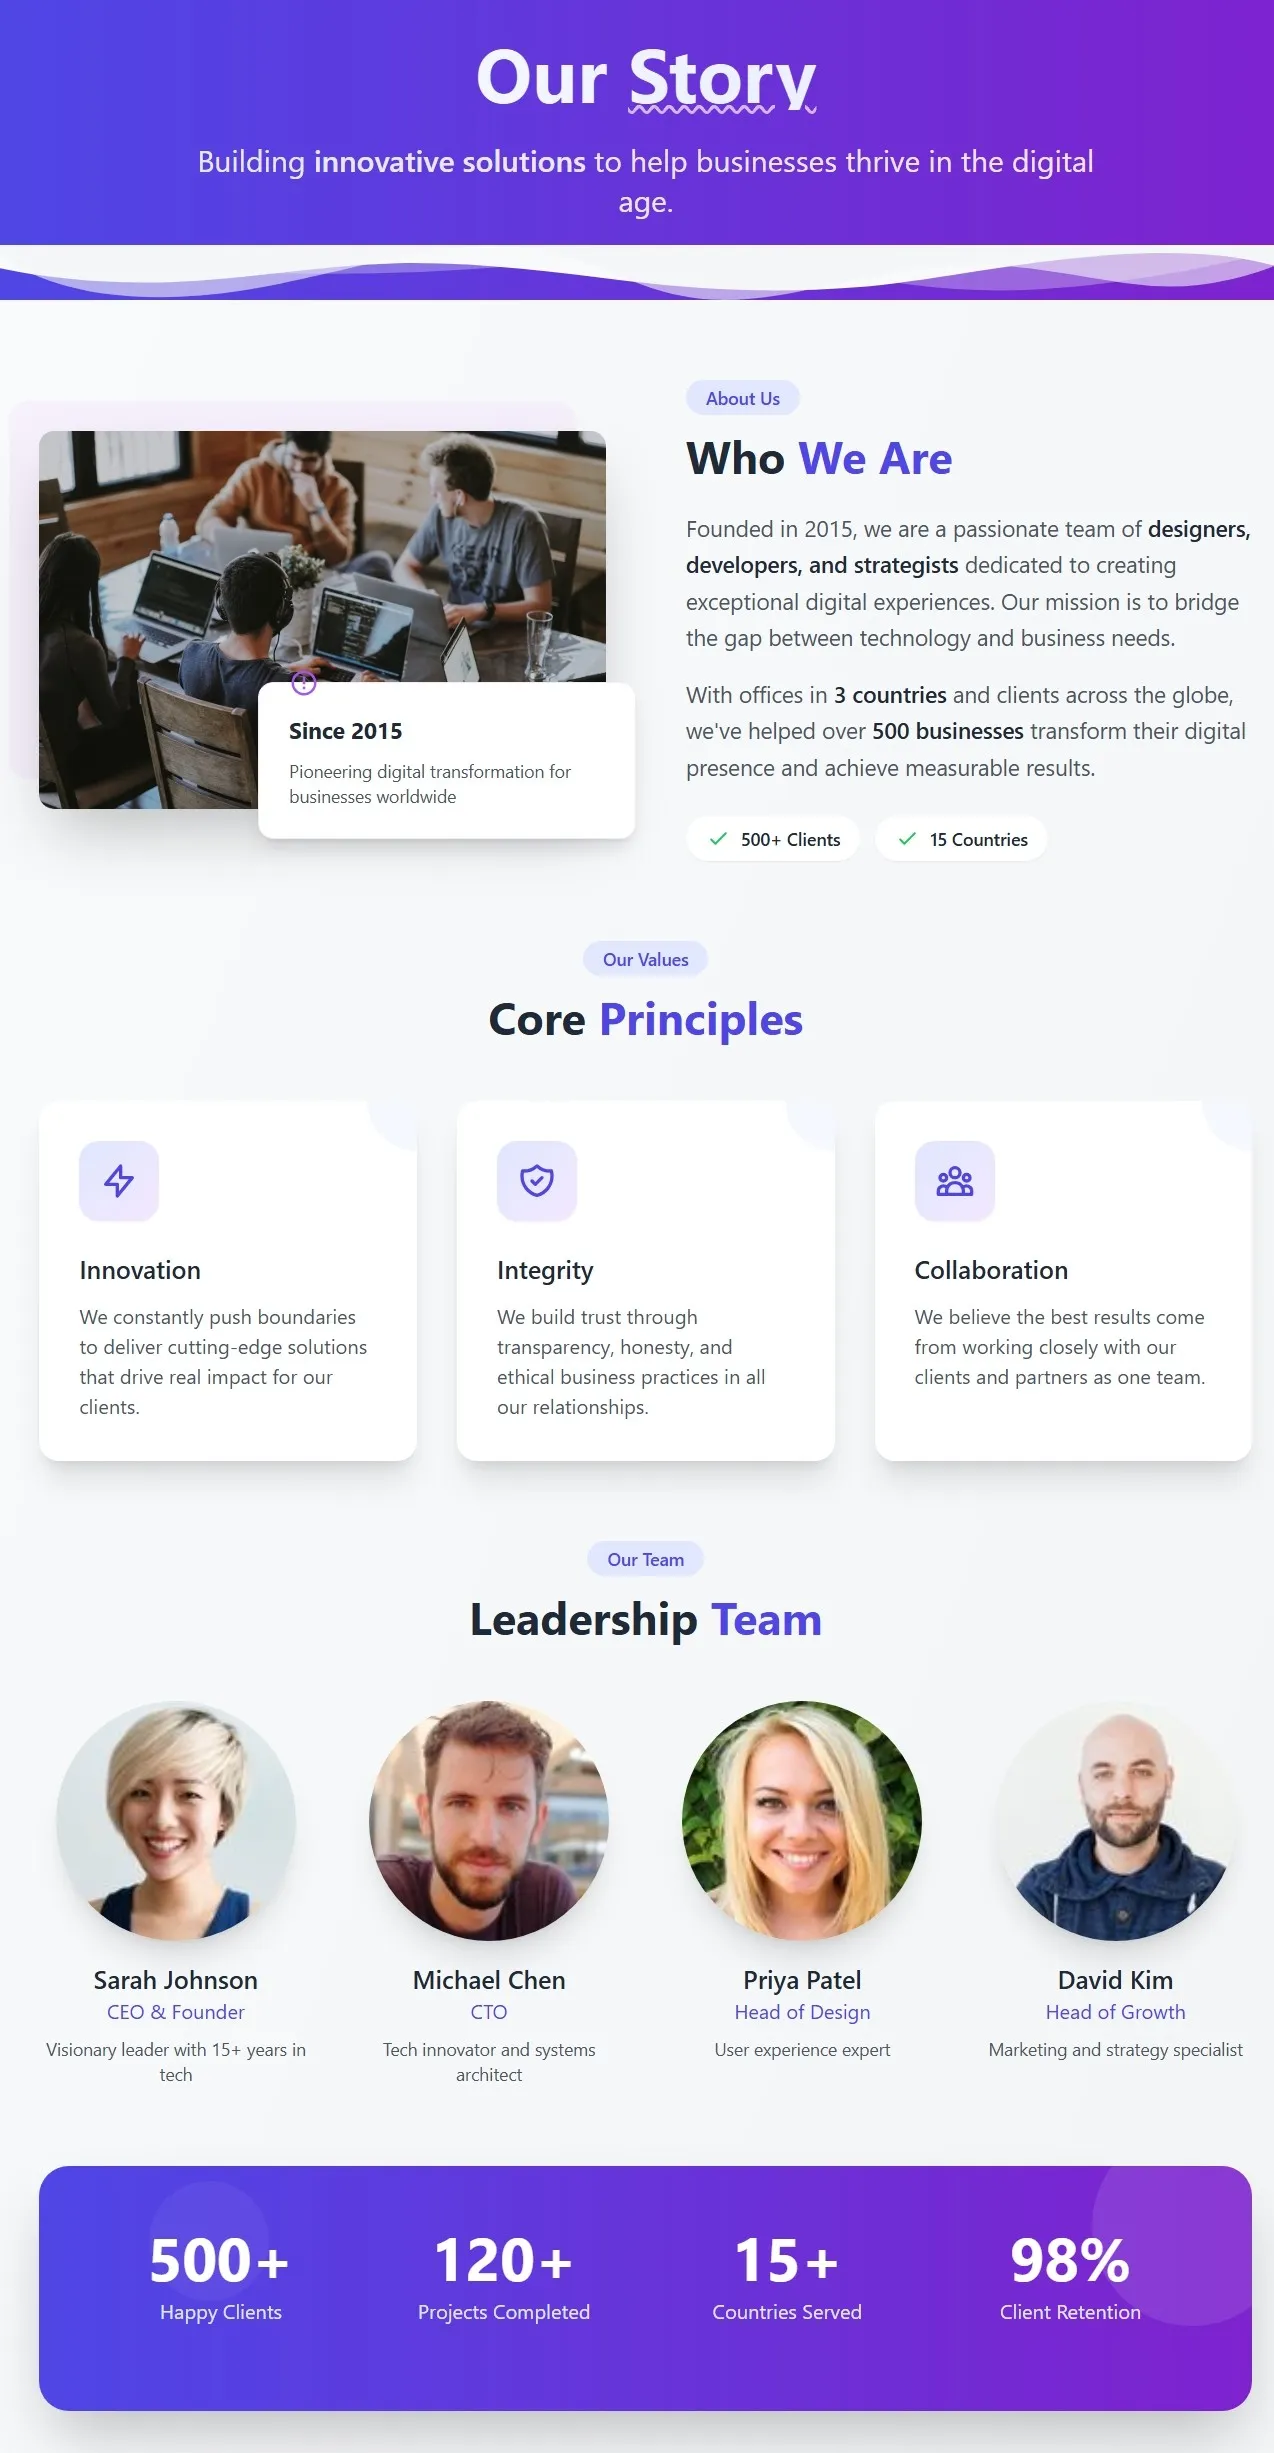 Our Story
Building innovative solutions to help businesses thrive in the digital
age.
About Us
Who We Are
Founded in 2015, we are a passionate team of designers,
developers, and strategists dedicated to creating
exceptional digital experiences. Our mission is to bridge
the gap between technology and business needs.
With offices in 3 countries and clients across the globe,
we've helped over 500 businesses transform their digital
presence and achieve measurable results.
500+ Clients
15 Countries
Since 2015
Pioneering digital transformation for
businesses worldwide
Our Values
Core Principles
Innovation
We constantly push boundaries
to deliver cutting-edge solutions
that drive real impact for our
clients.
Integrity
We build trust through
transparency, honesty, and
ethical business practices in all
our relationships.
Collaboration
We believe the best results come
from working closely with our
clients and partners as one team.
Our Team
Leadership Team
Sarah Johnson
CEO & Founder
Visionary leader with 15+ years in
tech
Michael Chen
CTO
Tech innovator and systems
architect
Priya Patel
Head of Design
User experience expert
David Kim
Head of Growth
Marketing and strategy specialist
500+
Happy Clients
120+
Projects Completed
15+
Countries Served
98%
Client Retention